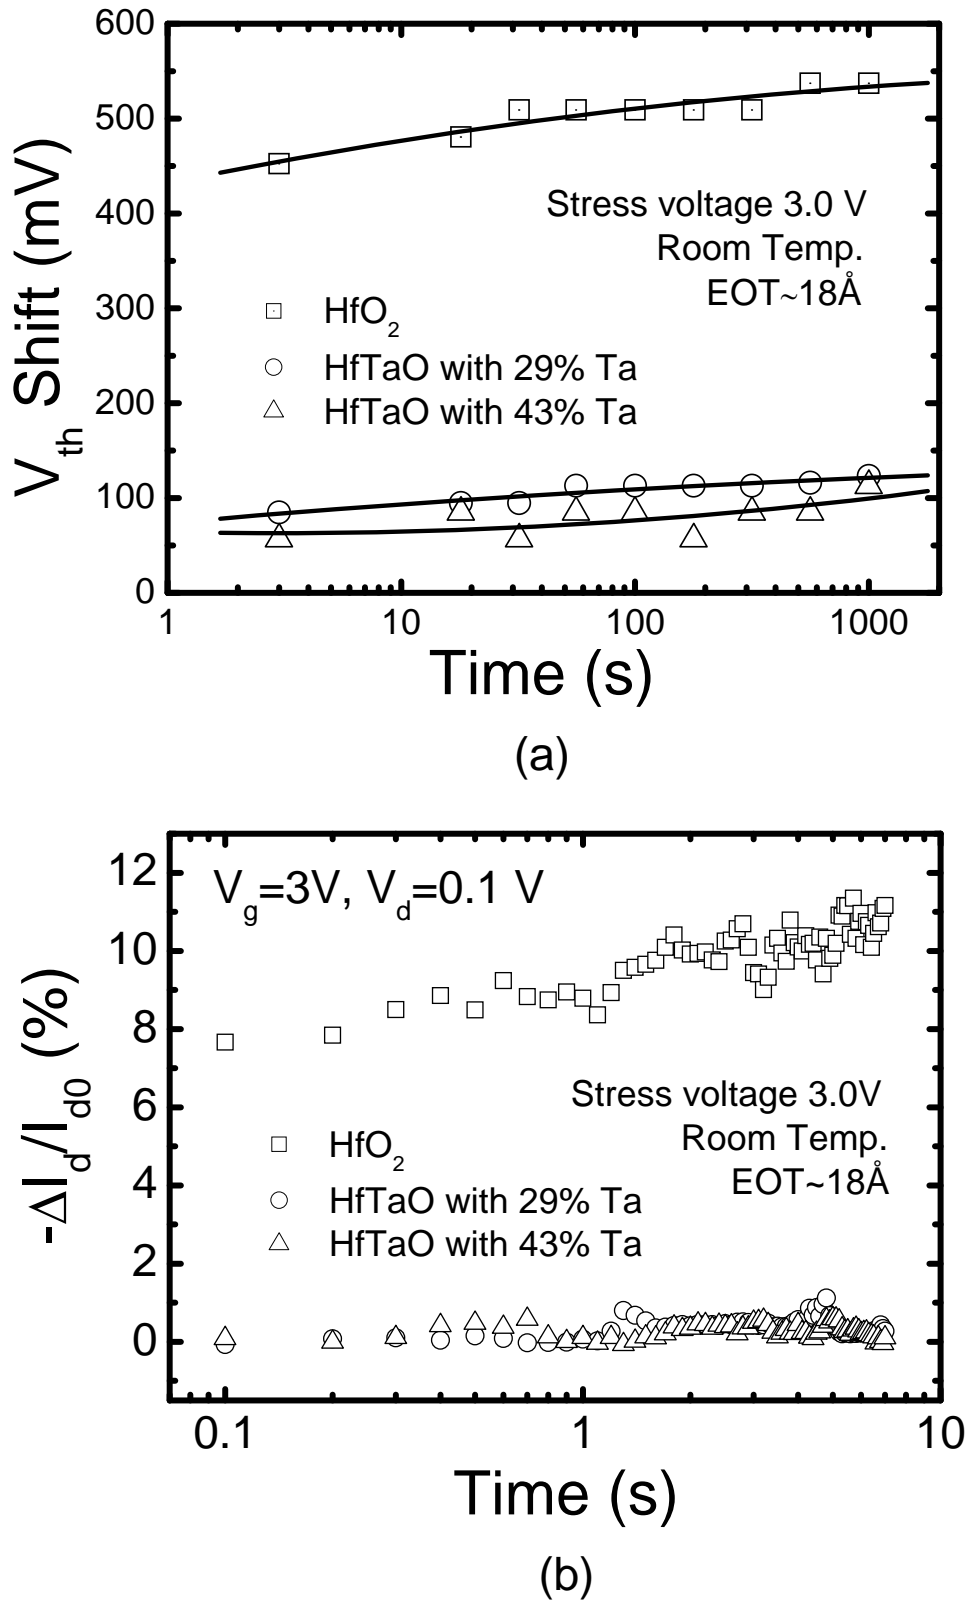 (a)
600
500
400
300
200
100
0
V_th Shift (mV)
Stress voltage 3.0 V
Room Temp.
EOT~18Å
HfO₂
HfTaO with 29% Ta
HfTaO with 43% Ta
1 10 100 1000
Time (s)
(a)
12
10
8
6
4
2
0
-ΔI_d/I_d0 (%)
V_g=3V, V_d=0.1 V
Stress voltage 3.0V
Room Temp.
EOT~18Å
HfO₂
HfTaO with 29% Ta
HfTaO with 43% Ta
0.1 1 10
Time (s)
(b)